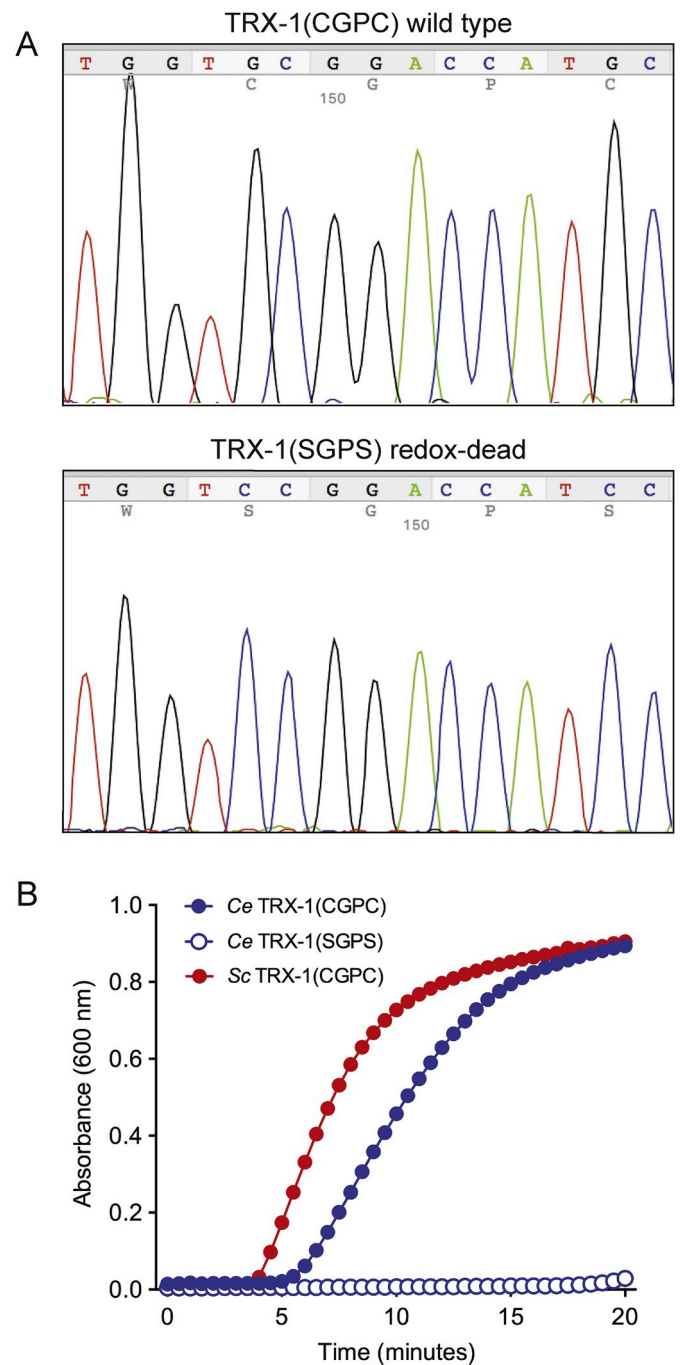 A
TRX-1(CGPC) wild type
T G G T G C G G A C C A T G C
W C G P C
150
TRX-1(SGPS) redox-dead
T G G T C C G G A C C A T C C
W S G P S
150
B
Ce TRX-1(CGPC)
Ce TRX-1(SGPS)
Sc TRX-1(CGPC)
Absorbance (600 nm)
1.0
0.8
0.6
0.4
0.2
0.0
0 5 10 15 20
Time (minutes)